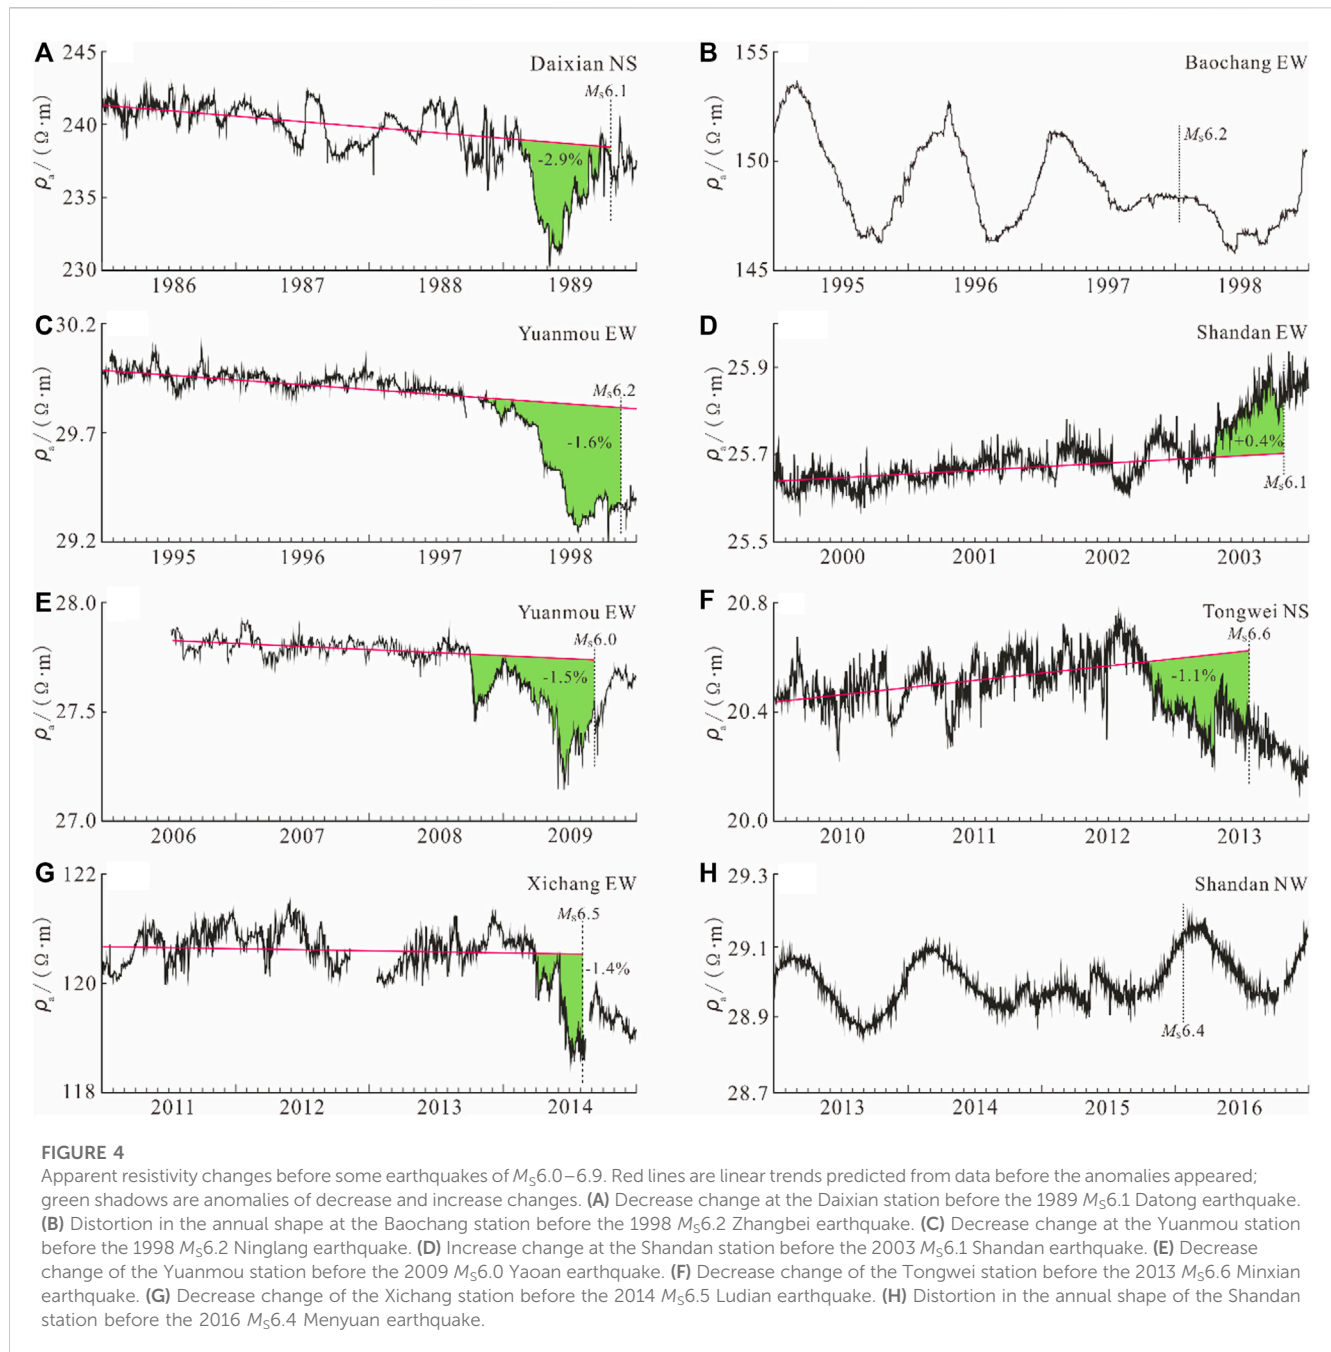 A
245
240
235
230
ρa / (Ω·m)
Daixian NS
MS6.1
-2.9%
1986 1987 1988 1989
B
155
150
145
ρa / (Ω·m)
Baochang EW
MS6.2
1995 1996 1997 1998
C
30.2
29.7
29.2
ρa / (Ω·m)
Yuanmou EW
MS6.2
-1.6%
1995 1996 1997 1998
D
25.9
25.7
25.5
ρa / (Ω·m)
Shandan EW
+0.4%
MS6.1
2000 2001 2002 2003
E
28.0
27.5
27.0
ρa / (Ω·m)
Yuanmou EW
MS6.0
-1.5%
2006 2007 2008 2009
F
20.8
20.4
20.0
ρa / (Ω·m)
Tongwei NS
MS6.6
-1.1%
2010 2011 2012 2013
G
122
120
118
ρa / (Ω·m)
Xichang EW
MS6.5
-1.4%
2011 2012 2013 2014
H
29.3
29.1
28.9
28.7
ρa / (Ω·m)
Shandan NW
MS6.4
2013 2014 2015 2016
FIGURE 4
Apparent resistivity changes before some earthquakes of MS6.0–6.9. Red lines are linear trends predicted from data before the anomalies appeared;
green shadows are anomalies of decrease and increase changes. (A) Decrease change at the Daixian station before the 1989 MS6.1 Datong earthquake.
(B) Distortion in the annual shape at the Baochang station before the 1998 MS6.2 Zhangbei earthquake. (C) Decrease change at the Yuanmou station
before the 1998 MS6.2 Ninglang earthquake. (D) Increase change at the Shandan station before the 2003 MS6.1 Shandan earthquake. (E) Decrease
change of the Yuanmou station before the 2009 MS6.0 Yaoan earthquake. (F) Decrease change of the Tongwei station before the 2013 MS6.6 Minxian
earthquake. (G) Decrease change of the Xichang station before the 2014 MS6.5 Ludian earthquake. (H) Distortion in the annual shape of the Shandan
station before the 2016 MS6.4 Menyuan earthquake.